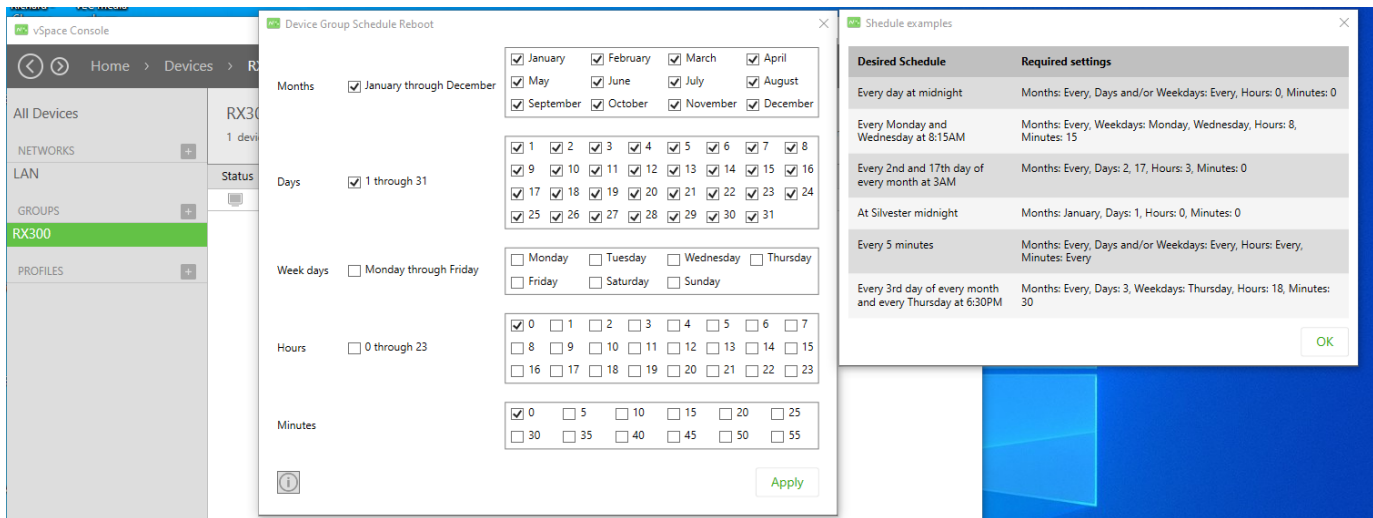 vSpace Console
Home > Devices > RX
All Devices
NETWORKS
LAN
GROUPS
RX300
PROFILES
RX30
1 devi
Status
Device Group Schedule Reboot
Months
January through December
January February March April
May June July August
September October November December
Days
1 through 31
1 2 3 4 5 6 7 8
9 10 11 12 13 14 15 16
17 18 19 20 21 22 23 24
25 26 27 28 29 30 31
Week days
Monday through Friday
Monday Tuesday Wednesday Thursday
Friday Saturday Sunday
Hours
0 through 23
0 1 2 3 4 5 6 7
8 9 10 11 12 13 14 15
16 17 18 19 20 21 22 23
Minutes
0 5 10 15 20 25
30 35 40 45 50 55
Apply
Shedule examples
Desired Schedule Required settings
Every day at midnight Months: Every, Days and/or Weekdays: Every, Hours: 0, Minutes: 0
Every Monday and Months: Every, Weekdays: Monday, Wednesday, Hours: 8,
Wednesday at 8:15AM Minutes: 15
Every 2nd and 17th day of Months: Every, Days: 2, 17, Hours: 3, Minutes: 0
every month at 3AM
At Silvester midnight Months: January, Days: 1, Hours: 0, Minutes: 0
Every 5 minutes Months: Every, Days and/or Weekdays: Every, Hours: Every,
Minutes: Every
Every 3rd day of every month Months: Every, Days: 3, Weekdays: Thursday, Hours: 18, Minutes:
and every Thursday at 6:30PM 30
OK